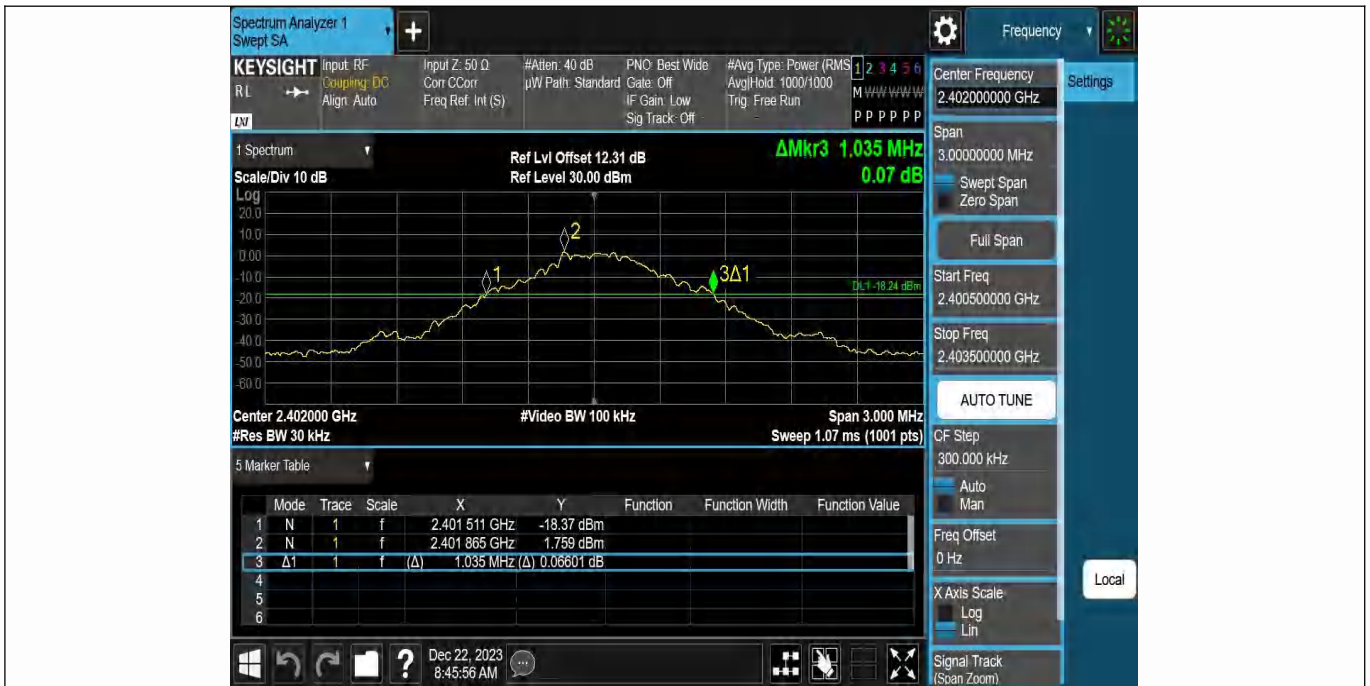 Spectrum Analyzer 1
Swept SA
+
Frequency
KEYSIGHT
RL
LXI
Input: RF
Coupling: DC
Align: Auto
Input Z: 50 Ω
Corr CCorr
Freq Ref: Int (S)
#Atten: 40 dB
µW Path: Standard
PNO: Best Wide
Gate: Off
IF Gain: Low
Sig Track: Off
#Avg Type: Power (RMS
Avg|Hold: 1000/1000
Trig: Free Run
1 2 3 4 5 6
M W W W W W
P P P P P P
1 Spectrum
Scale/Div 10 dB
Ref Lvl Offset 12.31 dB
Ref Level 30.00 dBm
ΔMkr3 1.035 MHz
0.07 dB
Log
20.0
10.0
0.00
-10.0
-20.0
-30.0
-40.0
-50.0
-60.0
1
2
3Δ1
DL1 -18.24 dBm
Center 2.402000 GHz
#Video BW 100 kHz
Span 3.000 MHz
#Res BW 30 kHz
Sweep 1.07 ms (1001 pts)
5 Marker Table
Mode Trace Scale X Y Function Function Width Function Value
1 N 1 f 2.401 511 GHz -18.37 dBm
2 N 1 f 2.401 865 GHz 1.759 dBm
3 Δ1 1 f (Δ) 1.035 MHz (Δ) 0.06601 dB
4
5
6
?
Dec 22, 2023
8:45:56 AM
Center Frequency
2.402000000 GHz
Settings
Span
3.00000000 MHz
Swept Span
Zero Span
Full Span
Start Freq
2.400500000 GHz
Stop Freq
2.403500000 GHz
AUTO TUNE
CF Step
300.000 kHz
Auto
Man
Freq Offset
0 Hz
X Axis Scale
Log
Lin
Local
Signal Track
(Span Zoom)